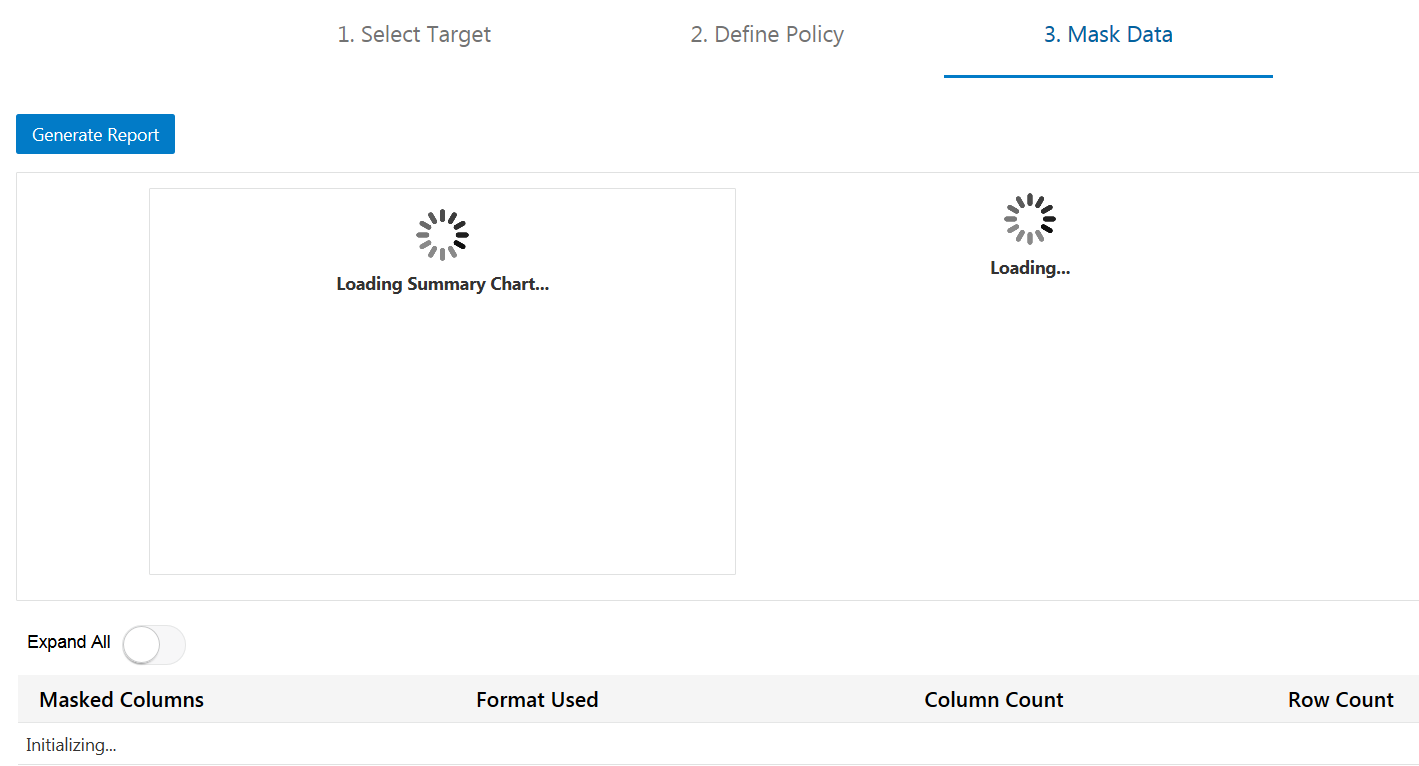 1. Select Target
2. Define Policy
3. Mask Data
Generate Report
Loading Summary Chart...
Loading...
Expand All
Masked Columns Format Used Column Count Row Count
Initializing...